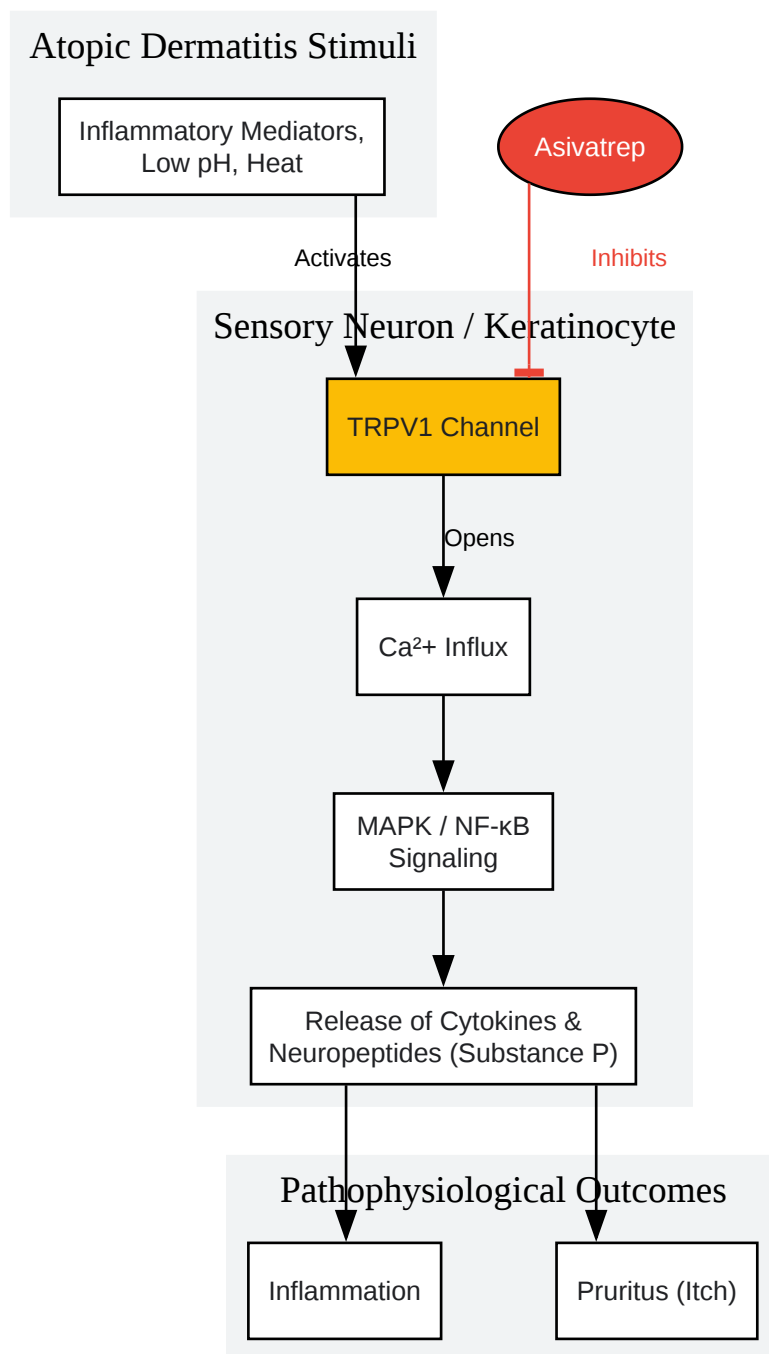 Atopic Dermatitis Stimuli
Inflammatory Mediators,
Low pH, Heat
Asivatrep
Activates
Inhibits
Sensory Neuron / Keratinocyte
TRPV1 Channel
Opens
Ca²+ Influx
MAPK / NF-κB
Signaling
Release of Cytokines &
Neuropeptides (Substance P)
Pathophysiological Outcomes
Inflammation
Pruritus (Itch)